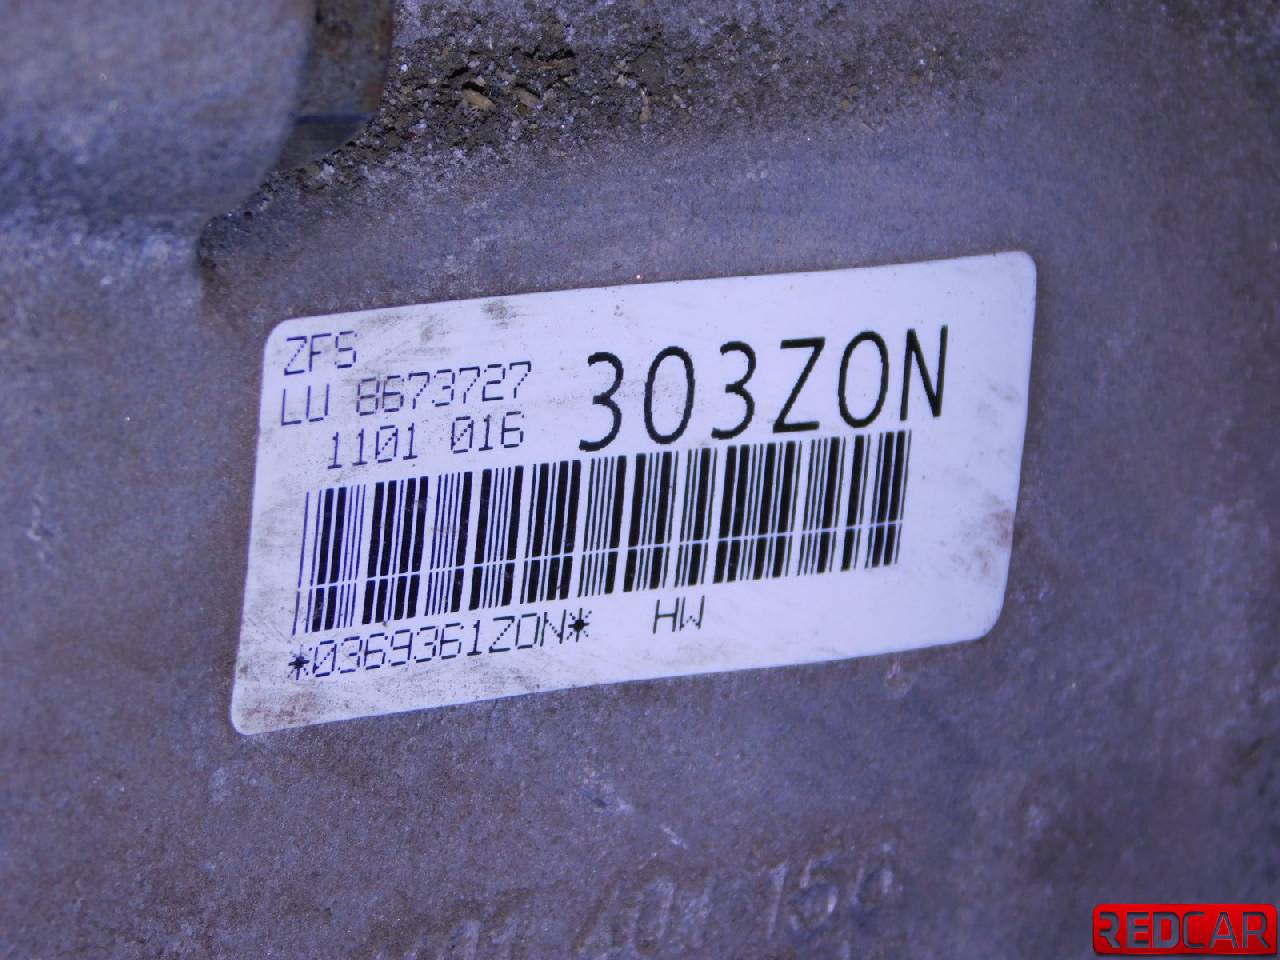 ZFS
LU 8673727
1101 016
303ZON
*0369361ZON*
HW
REDCAR